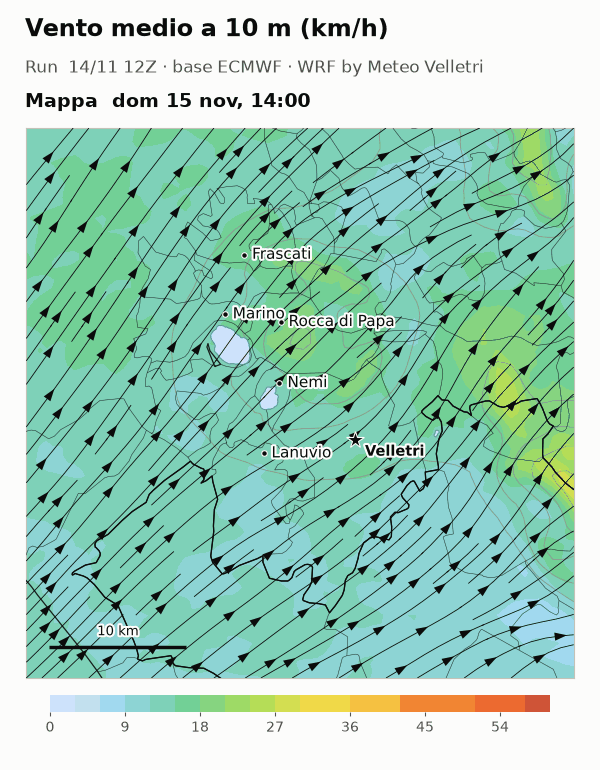 Vento medio a 10 m (km/h)
Run 14/11 12Z · base ECMWF · WRF by Meteo Velletri
Mappa dom 15 nov, 14:00
Frascati
Marino
Rocca di Papa
Nemi
Velletri
Lanuvio
10 km
0 9 18 27 36 45 54